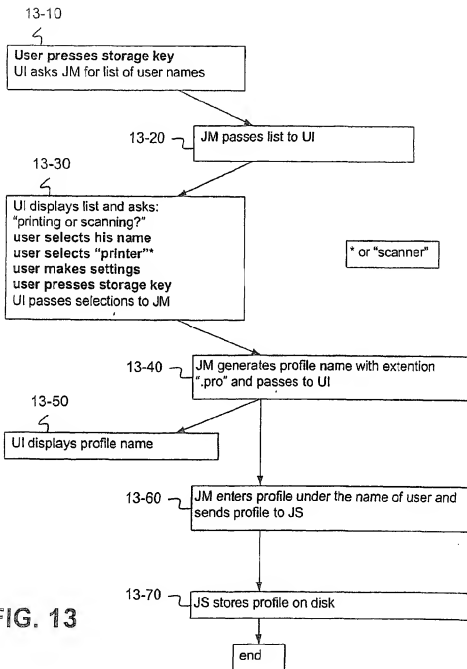 13-10
User presses storage key
UI asks JM for list of user names
13-20
JM passes list to UI
13-30
UI displays list and asks:
"printing or scanning?"
user selects his name
user selects "printer"*
user makes settings
user presses storage key
UI passes selections to JM
* or "scanner"
13-40
JM generates profile name with extention
".pro" and passes to UI
13-50
UI displays profile name
13-60
JM enters profile under the name of user and
sends profile to JS
13-70
JS stores profile on disk
FIG. 13
end